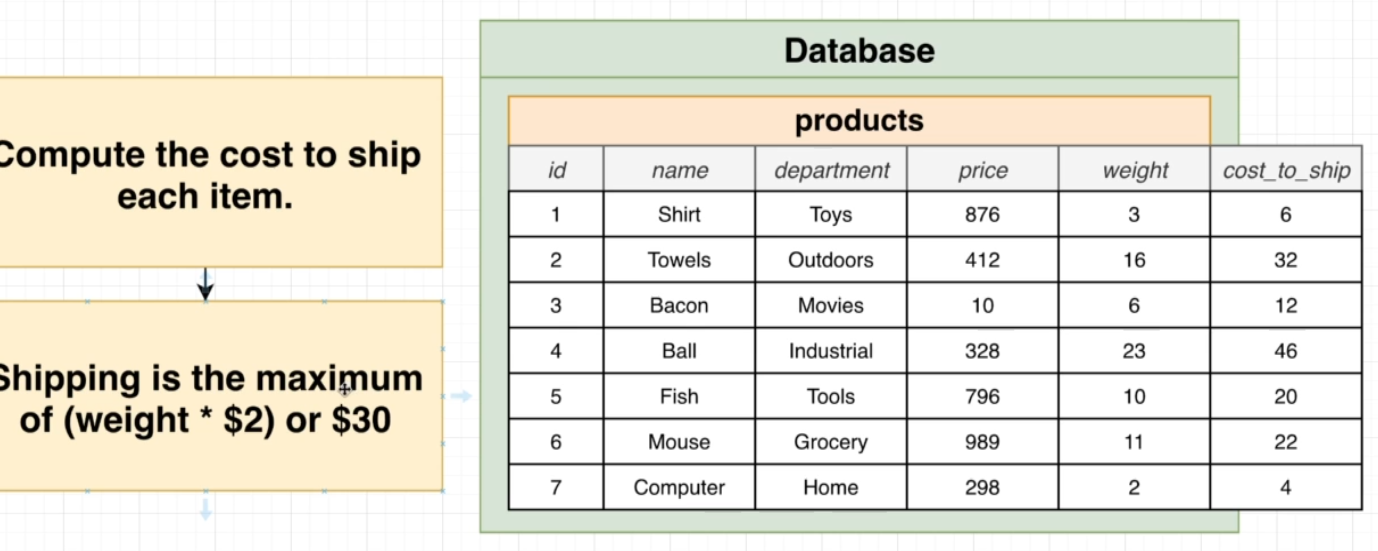 Compute the cost to ship
each item.
Shipping is the maximum
of (weight * $2) or $30
Database
products
id name department price weight cost_to_ship
1 Shirt Toys 876 3 6
2 Towels Outdoors 412 16 32
3 Bacon Movies 10 6 12
4 Ball Industrial 328 23 46
5 Fish Tools 796 10 20
6 Mouse Grocery 989 11 22
7 Computer Home 298 2 4